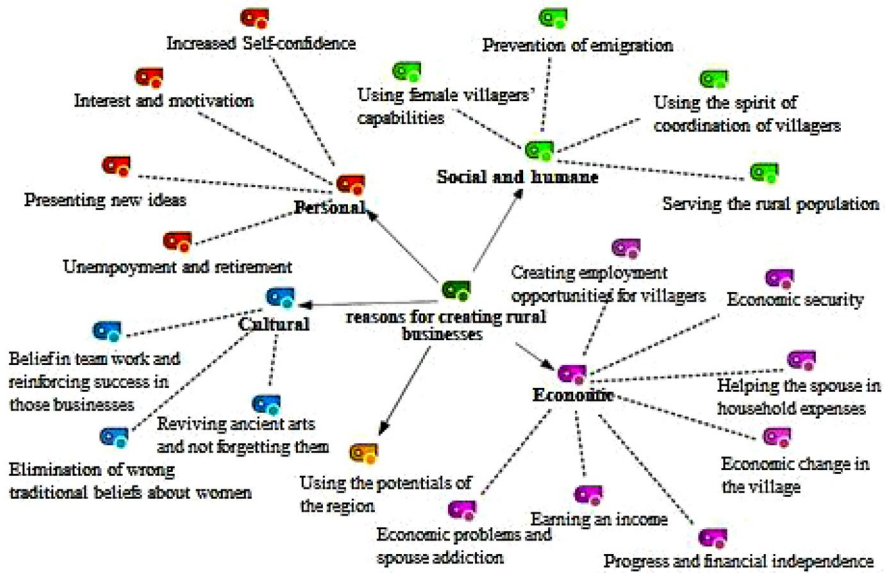 Increased Self-confidence
Prevention of emigration
Interest and motivation
Using female villagers'
capabilities
Using the spirit of
coordination of villagers
Presenting new ideas
Personal
Social and humane
Serving the rural population
Unempoyment and retirement
Creating employment
opportunities for villagers
Economic security
Cultural
reasons for creating rural
businesses
Belief in team work and
reinforcing success in
those businesses
Economic
Helping the spouse in
household expenses
Reviving ancient arts
and not forgetting them
Elimination of wrong
traditional beliefs about women
Using the potentials of
the region
Economic change in
the village
Economic problems and
spouse addiction
Earning an income
Progress and financial independence